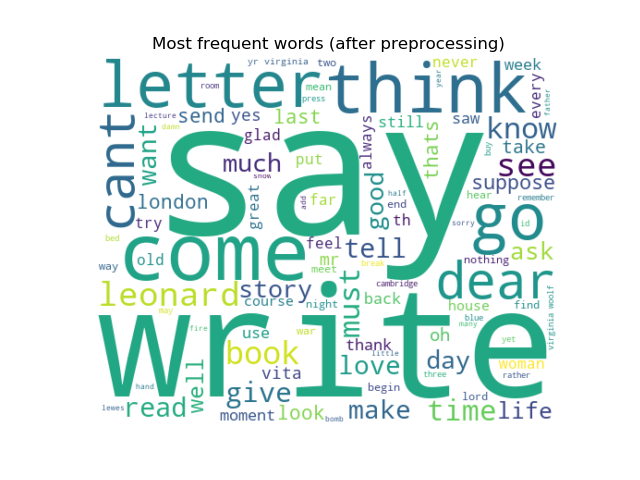 Most frequent words (after preprocessing)
yr virginia two never week
letter think
room mean press year every father
lecture send yes last still saw know
damn say
cant want glad put always thats buy take
much see
snow suppose
london great add far good half hear remember
try end th go sorry id
bed come feel tell nothing ask
old mr
way meet break cambridge dear
leonard story must back house find
may course night blue many virginia woolf
write
fire use war oh yet
book thank little day woman
well vita love three rather
hand give begin
lewes read moment look bomb make lord time life